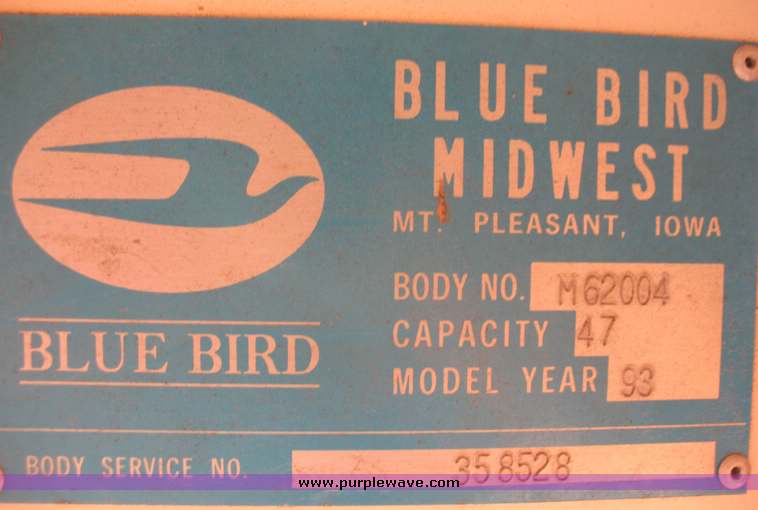 BLUE BIRD
MIDWEST
MT. PLEASANT, IOWA
BODY NO. M62004
CAPACITY 47
MODEL YEAR 93
BLUE BIRD
BODY SERVICE NO. 358528
www.purplewave.com